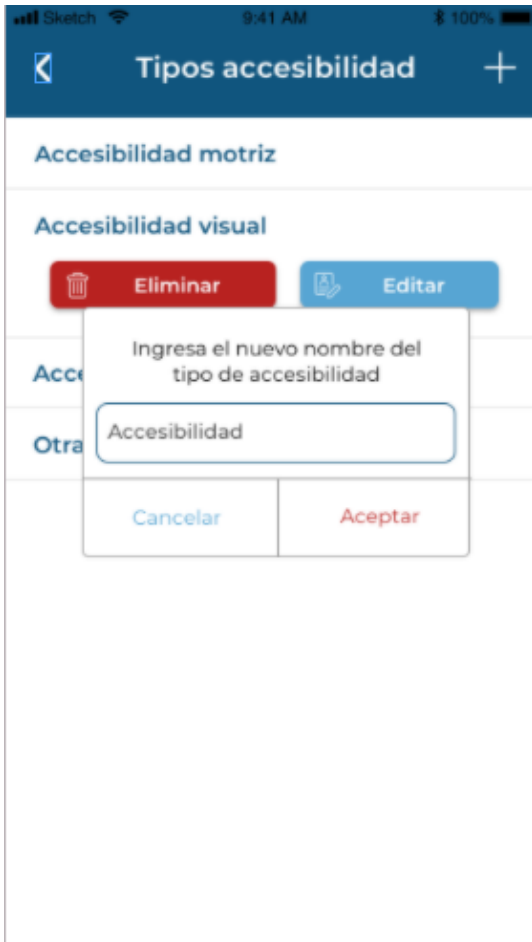 Sketch 9:41 AM 100%
Tipos accesibilidad
Accesibilidad motriz
Accesibilidad visual
Eliminar Editar
Ingresa el nuevo nombre del
tipo de accesibilidad
Accesibilidad
Otra
Cancelar Aceptar